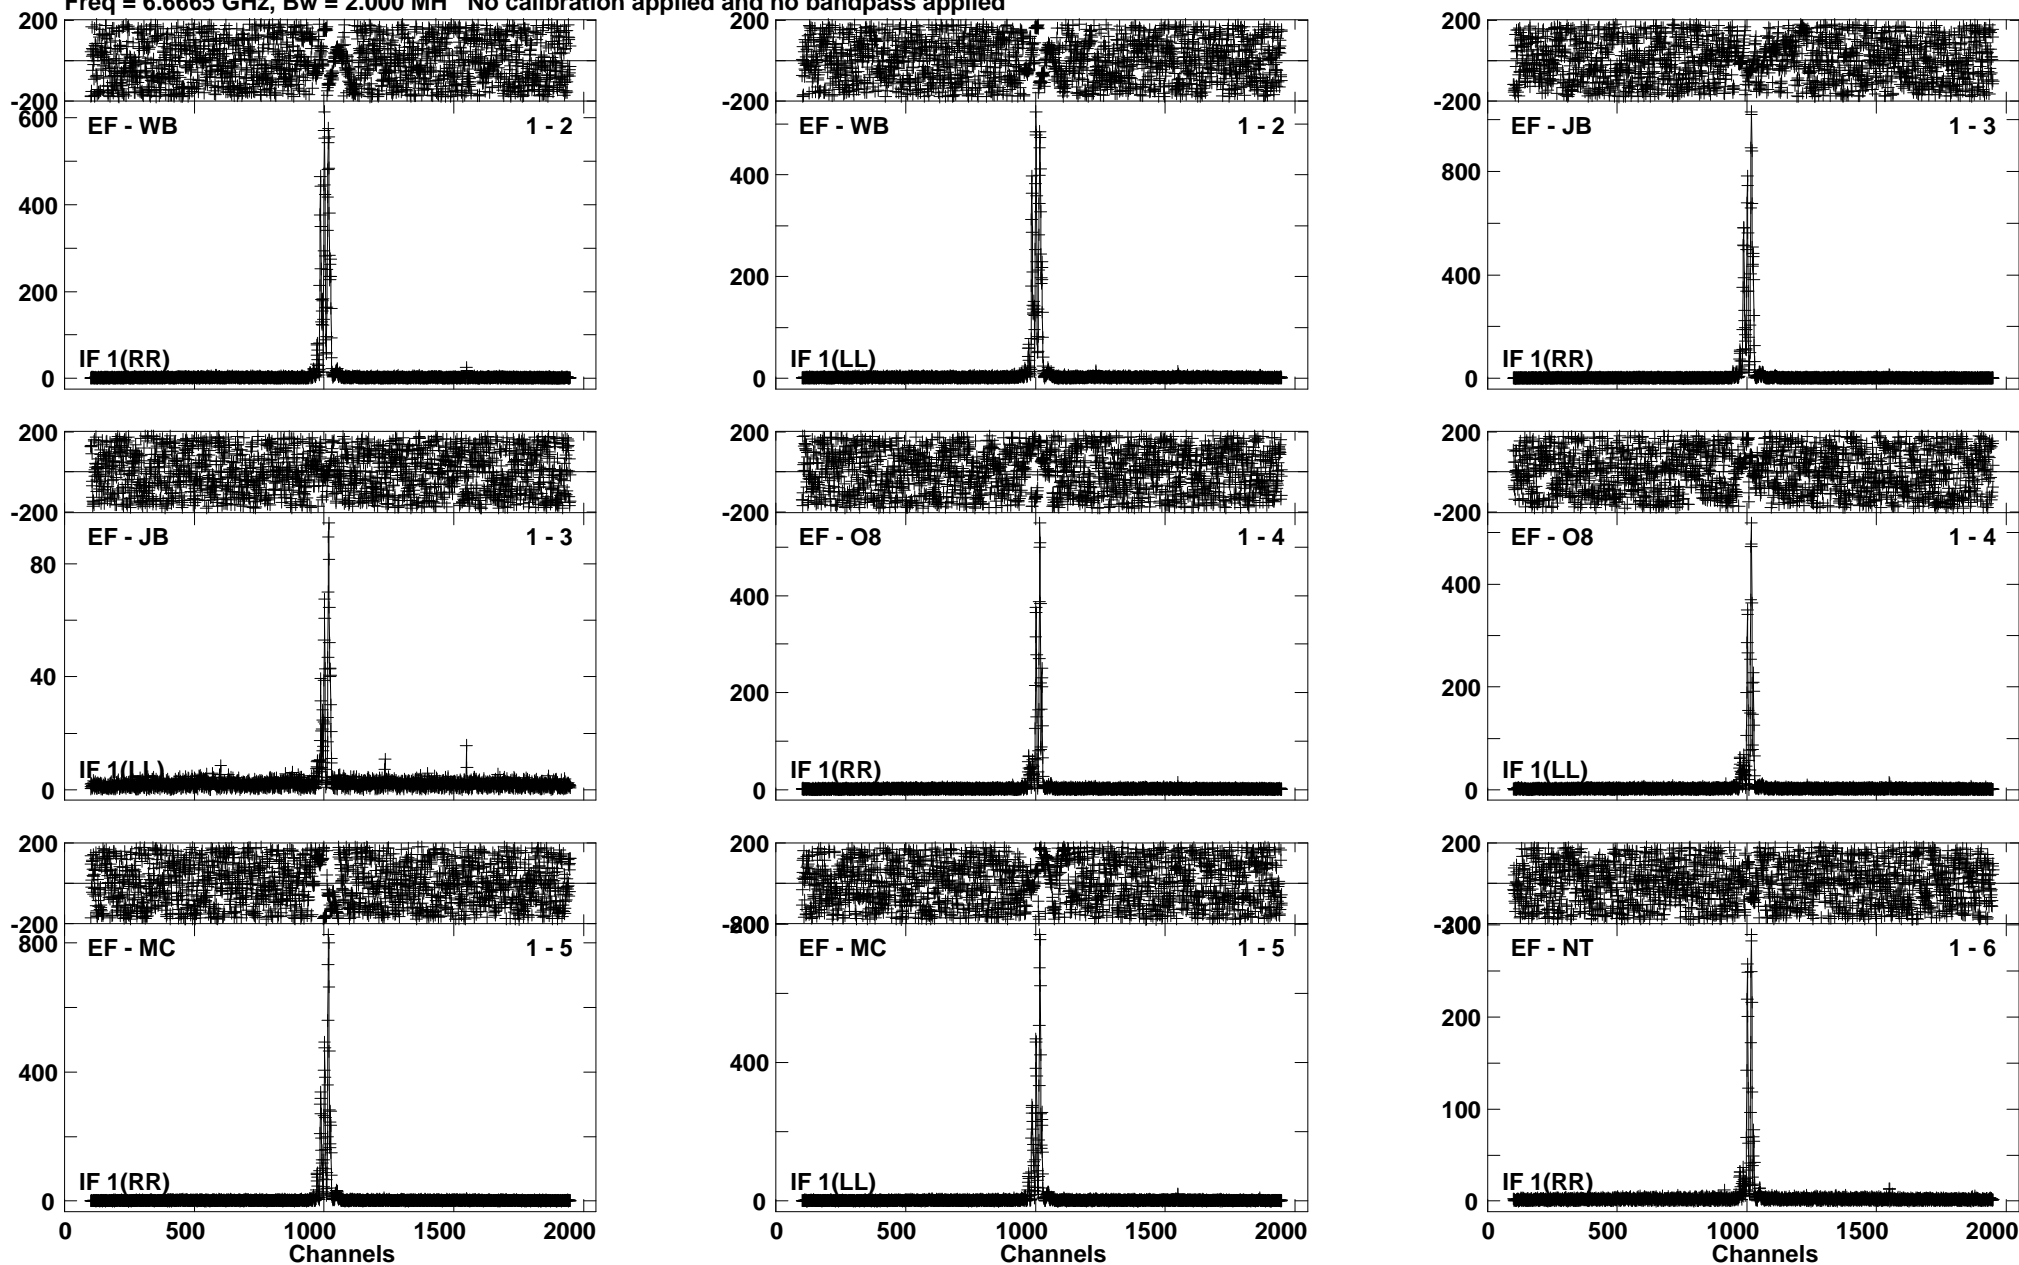 Freq = 6.6665 GHz, Bw = 2.000 MH No calibration applied and no bandpass applied
200
-200
600
400
200
0
EF - WB 1 - 2
IF 1(RR)
200
-200
400
200
0
EF - WB 1 - 2
IF 1(LL)
200
-200
800
400
0
EF - JB 1 - 3
IF 1(RR)
200
-200
80
40
0
EF - JB 1 - 3
IF 1(LL)
200
-200
400
200
0
EF - O8 1 - 4
IF 1(RR)
200
-200
400
200
0
EF - O8 1 - 4
IF 1(LL)
200
-200
800
400
0
EF - MC 1 - 5
IF 1(RR)
0 500 1000 1500 2000
Channels
200
-200
800
400
0
EF - MC 1 - 5
IF 1(LL)
0 500 1000 1500 2000
Channels
200
-200
300
200
100
0
EF - NT 1 - 6
IF 1(RR)
0 500 1000 1500 2000
Channels